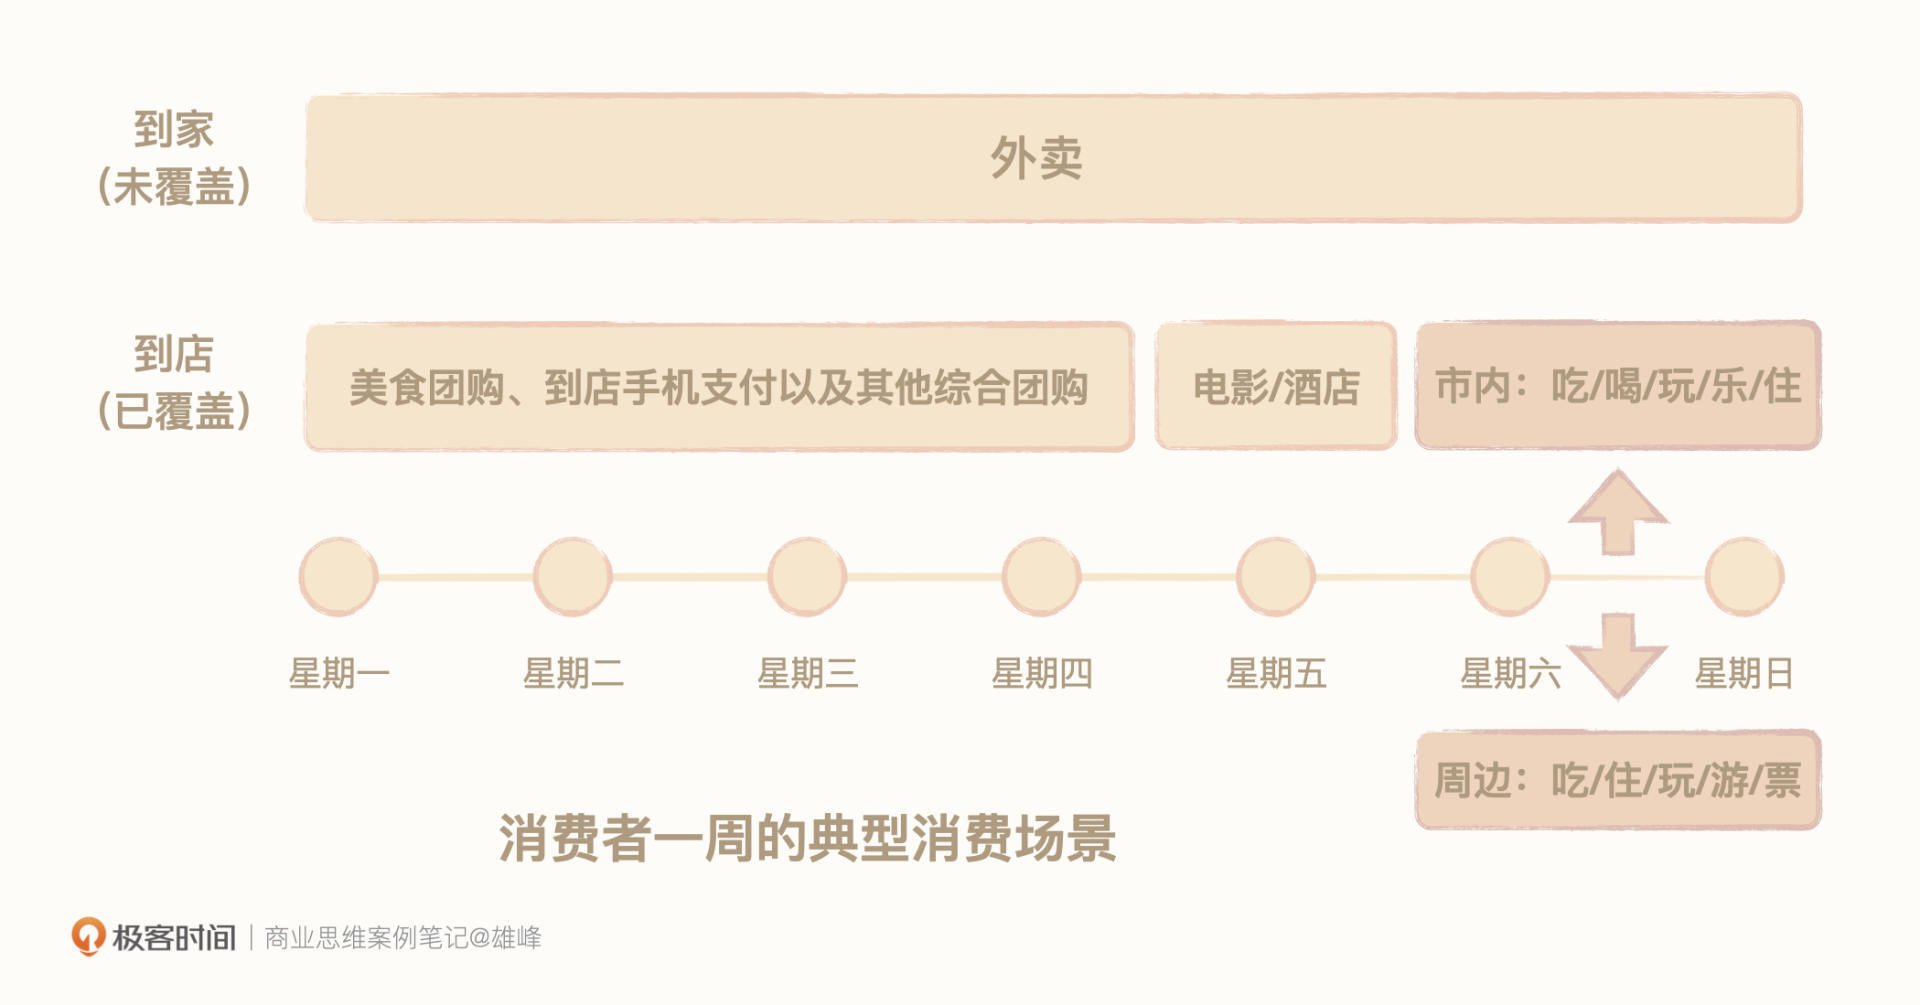 到家
（未覆盖）
外卖
到店
（已覆盖）
美食团购、到店手机支付以及其他综合团购
电影/酒店
市内：吃/喝/玩/乐/住
星期一
星期二
星期三
星期四
星期五
星期六
星期日
周边：吃/住/玩/游/票
消费者一周的典型消费场景
极客时间 | 商业思维案例笔记@雄峰